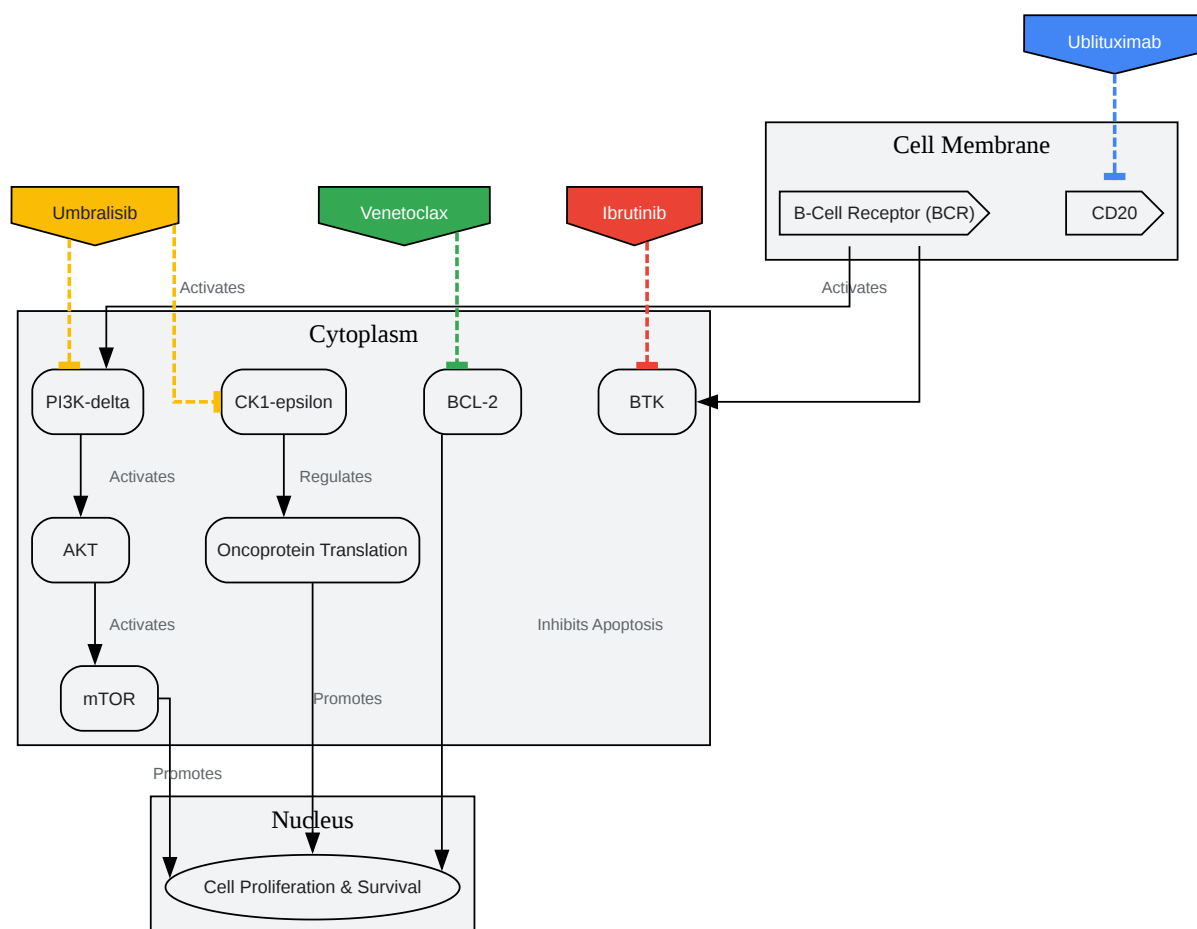 Ublituximab
Cell Membrane
Umbralisib
Venetoclax
Ibrutinib
B-Cell Receptor (BCR)
CD20
Activates
Activates
Cytoplasm
PI3K-delta
CK1-epsilon
BCL-2
BTK
Activates
Regulates
AKT
Oncoprotein Translation
Activates
Inhibits Apoptosis
mTOR
Promotes
Promotes
Nucleus
Cell Proliferation & Survival